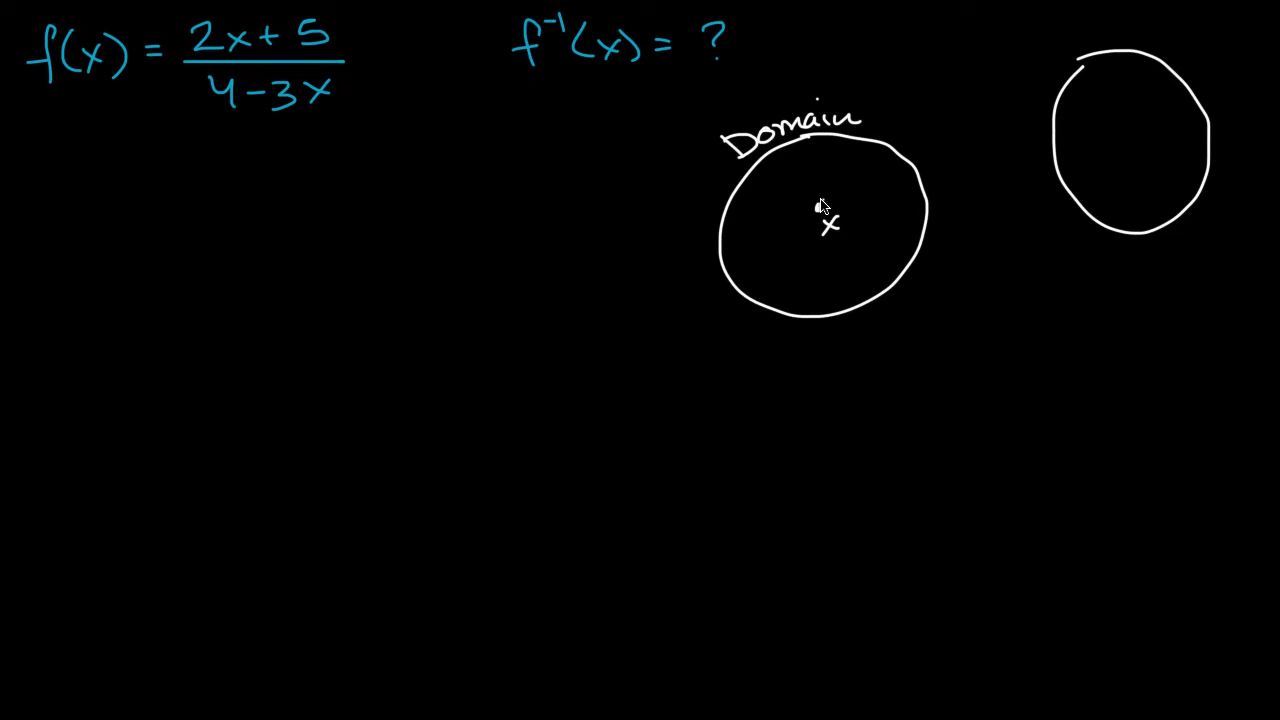 f(x) = (2x + 5)/(4 - 3x)
f⁻¹(x) = ?
Domain
x